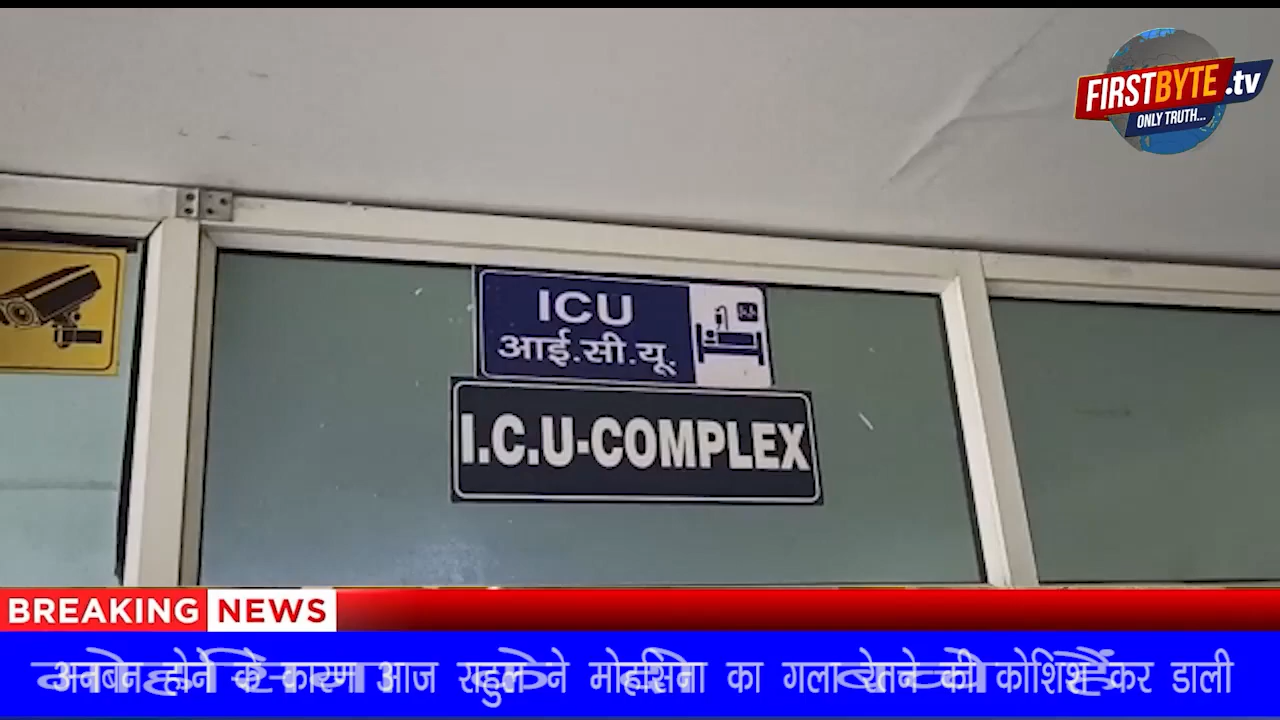 FIRSTBYTE.tv
ONLY TRUTH...
ICU
आई.सी.यू.
I.C.U-COMPLEX
BREAKING NEWS
अनबन होने के कारण आज राहुल ने मोहसिना का गला रेतने की कोशिश कर डाली